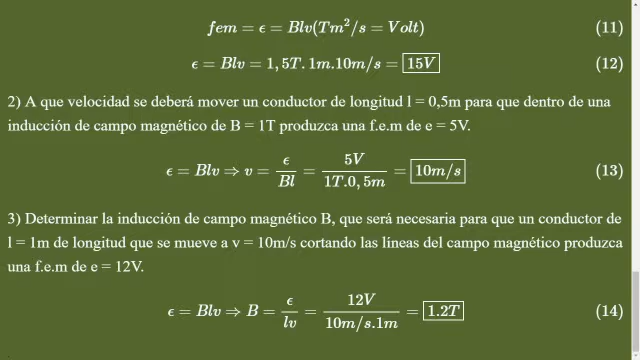 fem = ϵ = Blv(Tm²/s = Volt) (11)
ϵ = Blv = 1,5T.1m.10m/s = 15V (12)
2) A que velocidad se deberá mover un conductor de longitud l = 0,5m para que dentro de una
inducción de campo magnético de B = 1T produzca una f.e.m de e = 5V.
ϵ = Blv ⇒ v = ϵ/Bl = 5V/1T.0,5m = 10m/s (13)
3) Determinar la inducción de campo magnético B, que será necesaria para que un conductor de
l = 1m de longitud que se mueve a v = 10m/s cortando las líneas del campo magnético produzca
una f.e.m de e = 12V.
ϵ = Blv ⇒ B = ϵ/lv = 12V/10m/s.1m = 1.2T (14)